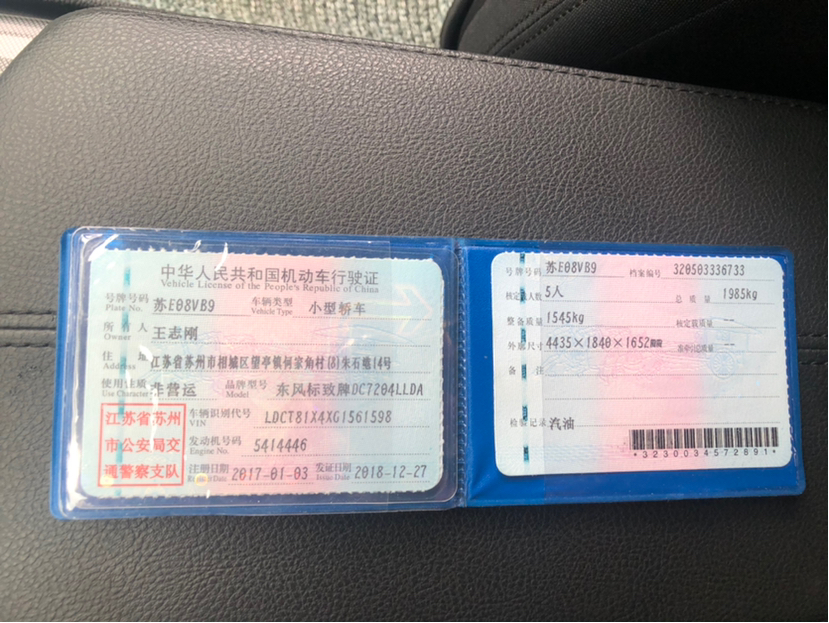 中华人民共和国机动车行驶证
Vehicle License of the People's Republic of China
号牌号码 苏E08VB9 车辆类型 小型轿车
Plate No. Vehicle Type
所有人 王志刚
Owner
住址 江苏省苏州市相城区望亭镇何家角村(8)朱石墩14号
Address
使用性质 非营运 品牌型号 东风标致牌DC7204LLDA
Use Character Model
江苏省苏州 车辆识别代号 LDCT81X4XG1561598
VIN
市公安局交 发动机号码 5414446
Engine No.
通警察支队 注册日期 2017-01-03 发证日期 2018-12-27
Register Date Issue Date
号牌号码 苏E08VB9 档案编号 320503336733
核定载人数 5人 总质量 1985kg
整备质量 1545kg 核定载质量 --
外廓尺寸 4435×1840×1652mm 准牵引总质量 --
备注
检验记录 汽油
*3230034572891*